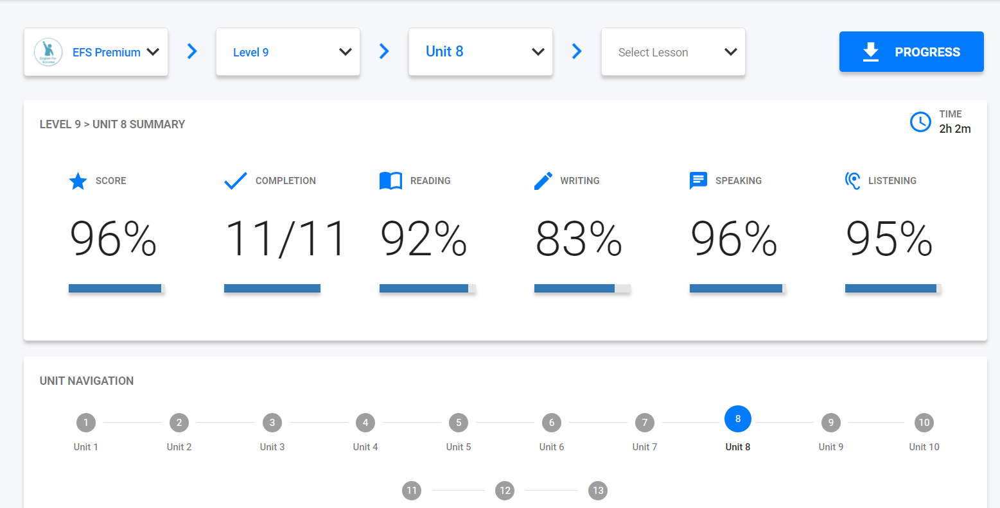 English For
Success
EFS Premium
Level 9
Unit 8
Select Lesson
PROGRESS
LEVEL 9 > UNIT 8 SUMMARY
TIME
2h 2m
SCORE
COMPLETION
READING
WRITING
SPEAKING
LISTENING
96%
11/11
92%
83%
96%
95%
UNIT NAVIGATION
1
2
3
4
5
6
7
8
9
10
Unit 1
Unit 2
Unit 3
Unit 4
Unit 5
Unit 6
Unit 7
Unit 8
Unit 9
Unit 10
11
12
13